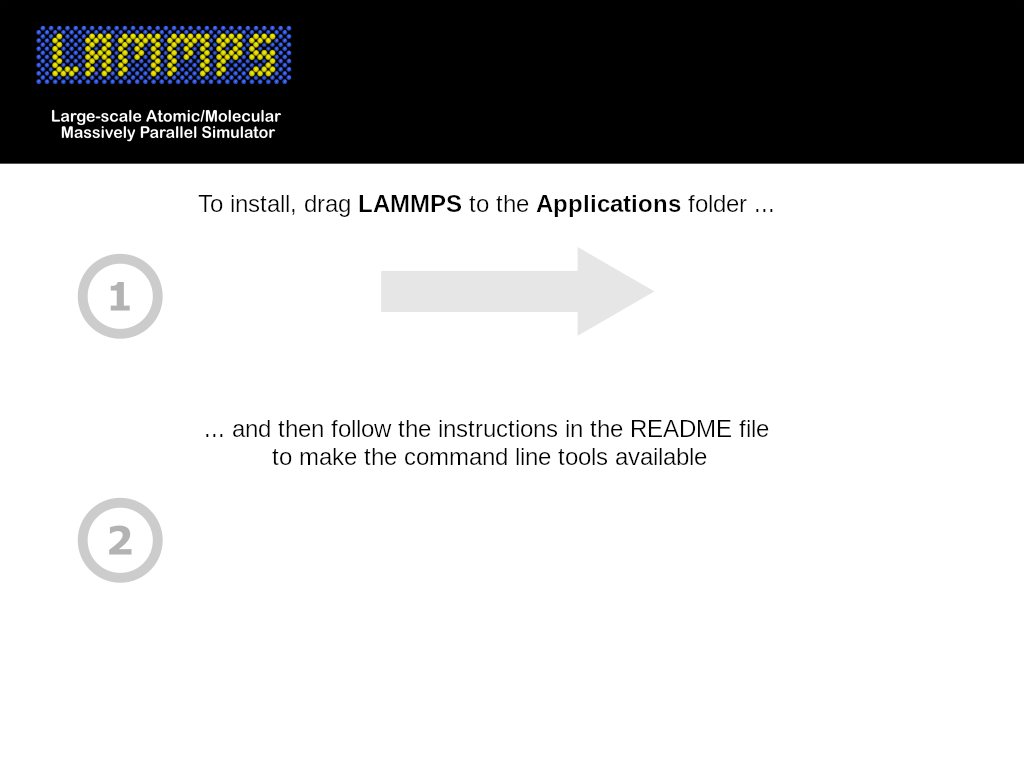 LAMMPS
Large-scale Atomic/Molecular
Massively Parallel Simulator
To install, drag LAMMPS to the Applications folder ...
1
... and then follow the instructions in the README file
to make the command line tools available
2